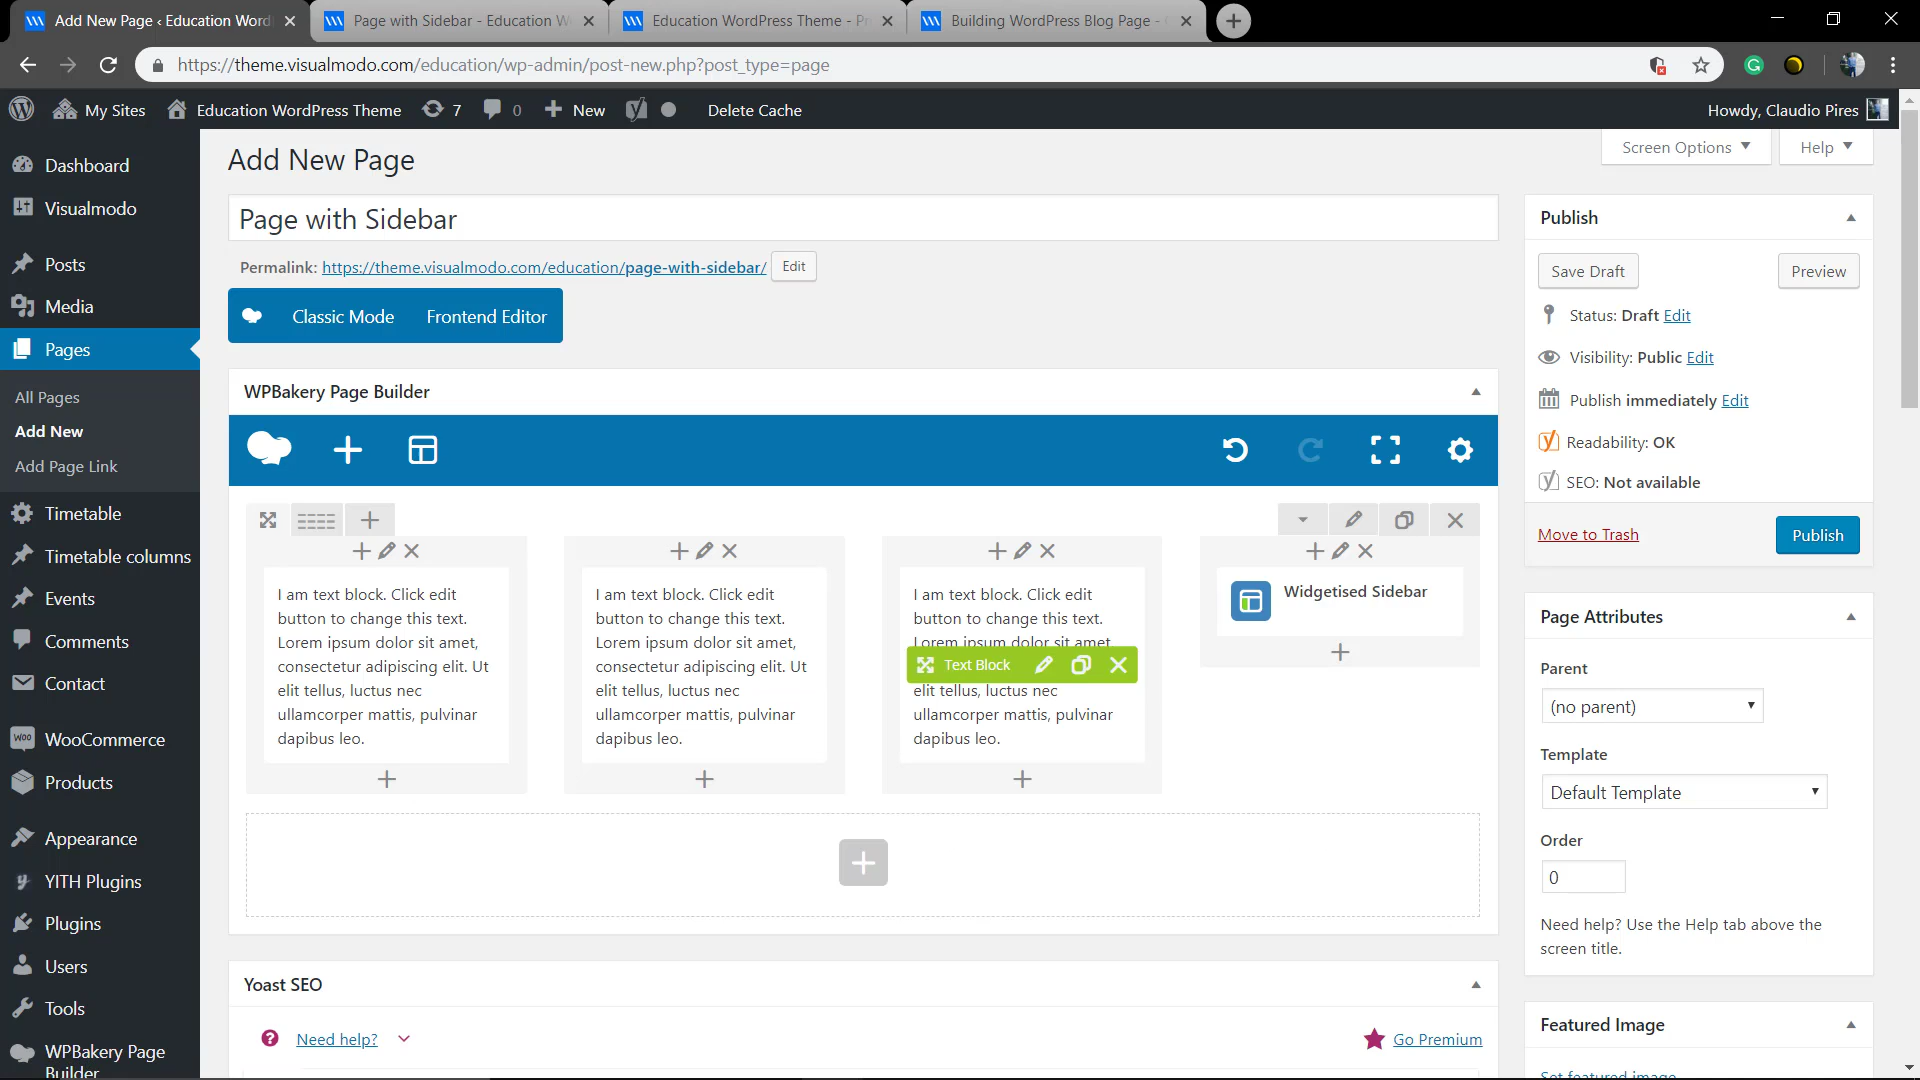 Add New Page ‹ Education Word
Page with Sidebar - Education W
Education WordPress Theme - Pr
Building WordPress Blog Page -
https://theme.visualmodo.com/education/wp-admin/post-new.php?post_type=page
My Sites
Education WordPress Theme
7
0
New
Delete Cache
Howdy, Claudio Pires
Dashboard
Visualmodo
Posts
Media
Pages
All Pages
Add New
Add Page Link
Timetable
Timetable columns
Events
Comments
Contact
WooCommerce
Products
Appearance
YITH Plugins
Plugins
Users
Tools
WPBakery Page
Builder
Add New Page
Screen Options
Help
Page with Sidebar
Permalink: https://theme.visualmodo.com/education/page-with-sidebar/ Edit
Classic Mode
Frontend Editor
WPBakery Page Builder
I am text block. Click edit
button to change this text.
Lorem ipsum dolor sit amet,
consectetur adipiscing elit. Ut
elit tellus, luctus nec
ullamcorper mattis, pulvinar
dapibus leo.
I am text block. Click edit
button to change this text.
Lorem ipsum dolor sit amet,
consectetur adipiscing elit. Ut
elit tellus, luctus nec
ullamcorper mattis, pulvinar
dapibus leo.
I am text block. Click edit
button to change this text.
Lorem ipsum dolor sit amet
Text Block
elit tellus, luctus nec
ullamcorper mattis, pulvinar
dapibus leo.
Widgetised Sidebar
Yoast SEO
Need help?
Go Premium
Publish
Save Draft
Preview
Status: Draft Edit
Visibility: Public Edit
Publish immediately Edit
Readability: OK
SEO: Not available
Move to Trash
Publish
Page Attributes
Parent
(no parent)
Template
Default Template
Order
0
Need help? Use the Help tab above the
screen title.
Featured Image
Set featured image